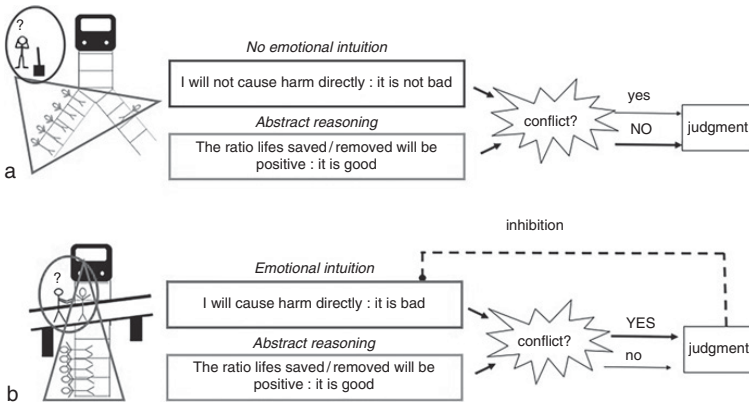 ?
No emotional intuition
I will not cause harm directly : it is not bad
Abstract reasoning
The ratio lifes saved/removed will be
positive : it is good
conflict?
yes
NO
judgment
a
inhibition
?
Emotional intuition
I will cause harm directly : it is bad
Abstract reasoning
The ratio lifes saved/removed will be
positive : it is good
conflict?
YES
no
judgment
b